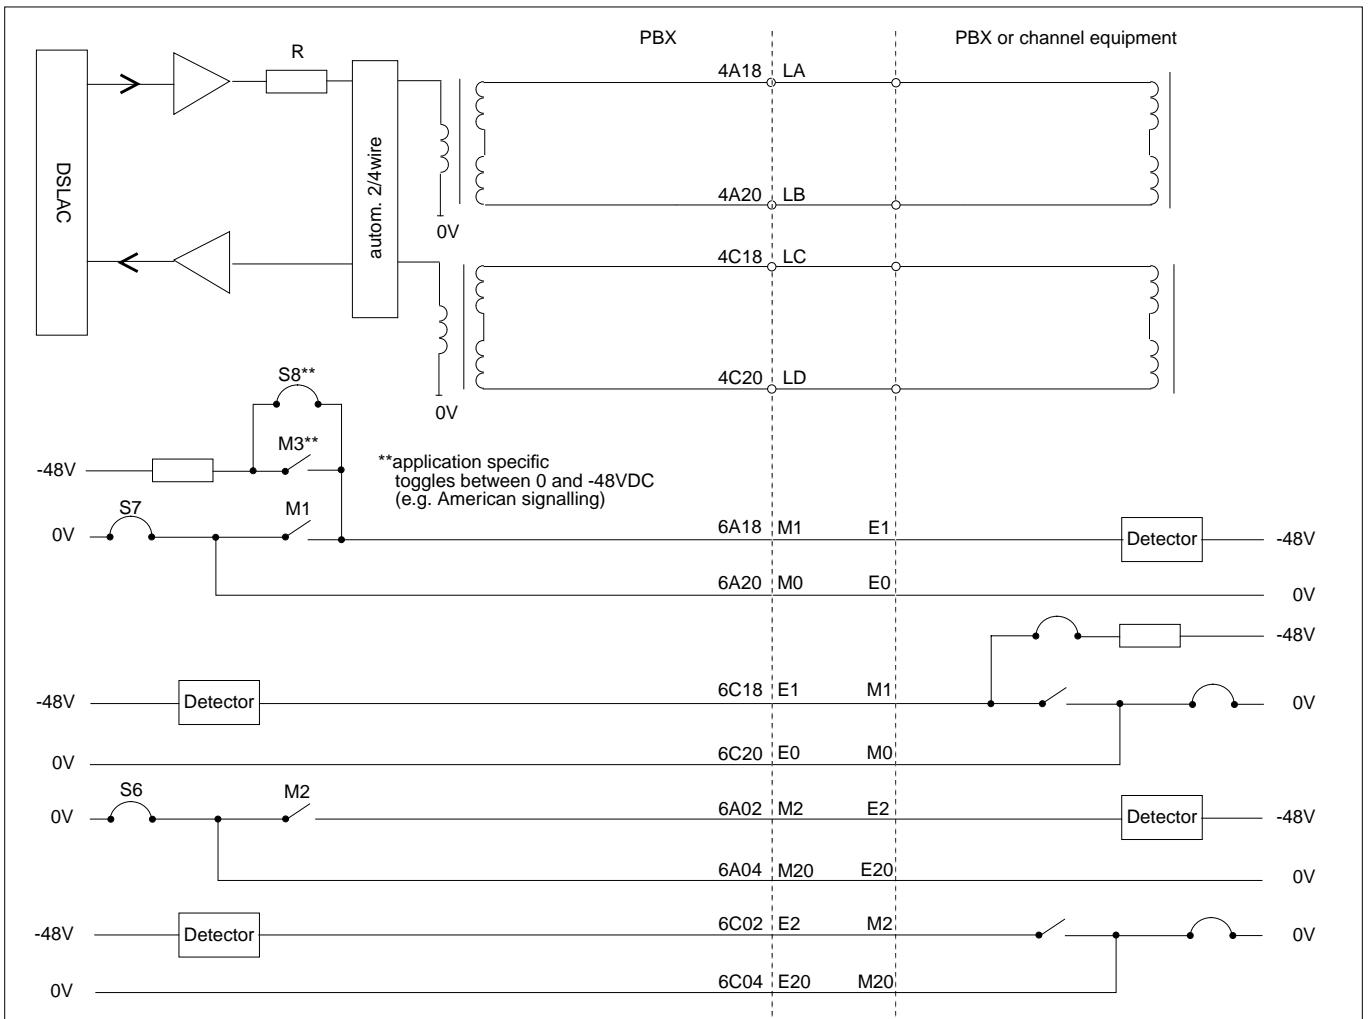 PBX PBX or channel equipment
R
4A18 LA
DSLAC
autom. 2/4wire
4A20 LB
0V
4C18 LC
4C20 LD
0V
S8**
M3**
-48V
**application specific
toggles between 0 and -48VDC
(e.g. American signalling)
S7
M1
0V 6A18 M1 E1 Detector -48V
6A20 M0 E0 0V
-48V
-48V Detector 6C18 E1 M1 0V
0V 6C20 E0 M0
S6
M2
0V 6A02 M2 E2 Detector -48V
6A04 M20 E20 0V
-48V Detector 6C02 E2 M2 0V
0V 6C04 E20 M20